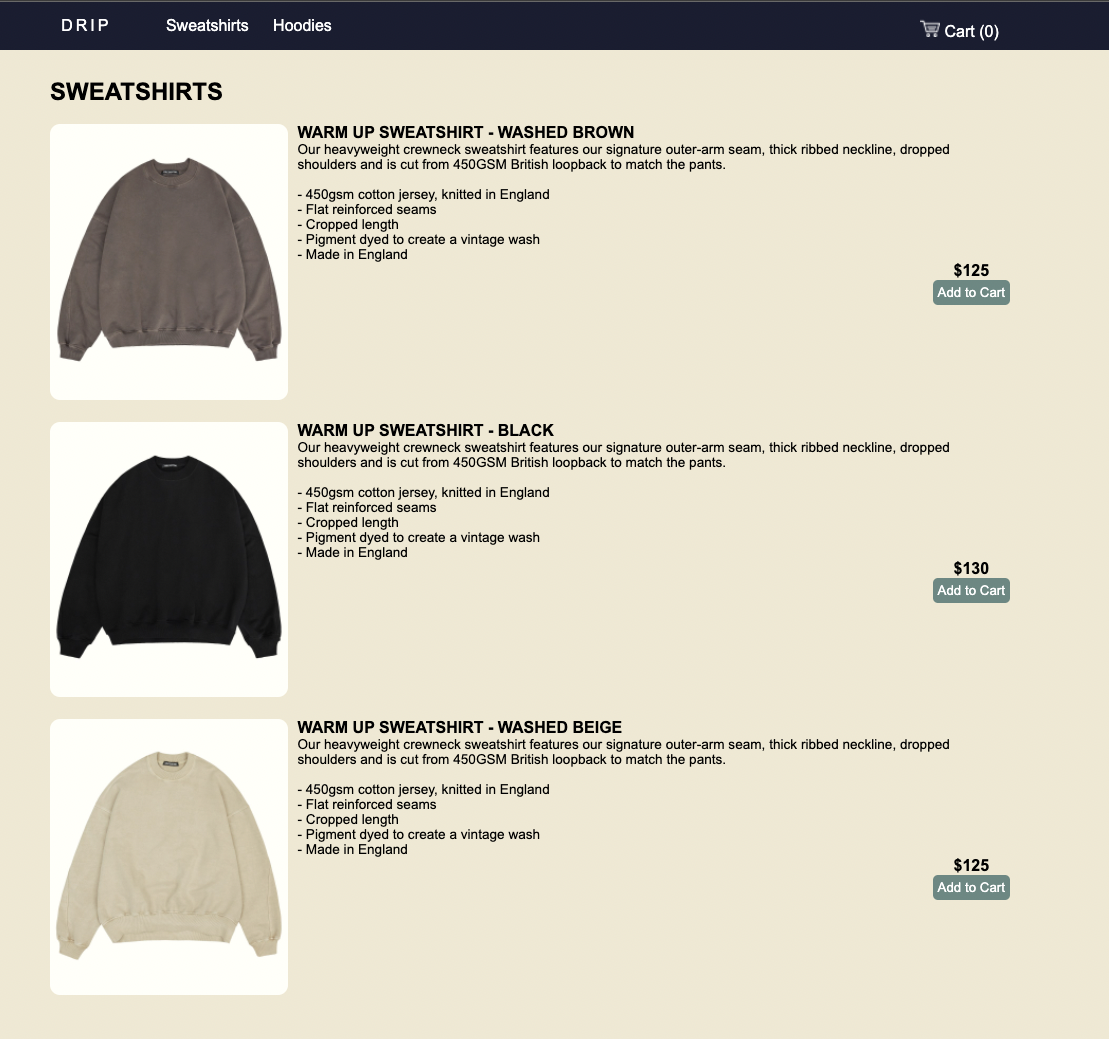 DRIP
Sweatshirts
Hoodies
Cart (0)
SWEATSHIRTS
WARM UP SWEATSHIRT - WASHED BROWN
Our heavyweight crewneck sweatshirt features our signature outer-arm seam, thick ribbed neckline, dropped
shoulders and is cut from 450GSM British loopback to match the pants.
- 450gsm cotton jersey, knitted in England
- Flat reinforced seams
- Cropped length
- Pigment dyed to create a vintage wash
- Made in England
$125
Add to Cart
WARM UP SWEATSHIRT - BLACK
Our heavyweight crewneck sweatshirt features our signature outer-arm seam, thick ribbed neckline, dropped
shoulders and is cut from 450GSM British loopback to match the pants.
- 450gsm cotton jersey, knitted in England
- Flat reinforced seams
- Cropped length
- Pigment dyed to create a vintage wash
- Made in England
$130
Add to Cart
WARM UP SWEATSHIRT - WASHED BEIGE
Our heavyweight crewneck sweatshirt features our signature outer-arm seam, thick ribbed neckline, dropped
shoulders and is cut from 450GSM British loopback to match the pants.
- 450gsm cotton jersey, knitted in England
- Flat reinforced seams
- Cropped length
- Pigment dyed to create a vintage wash
- Made in England
$125
Add to Cart